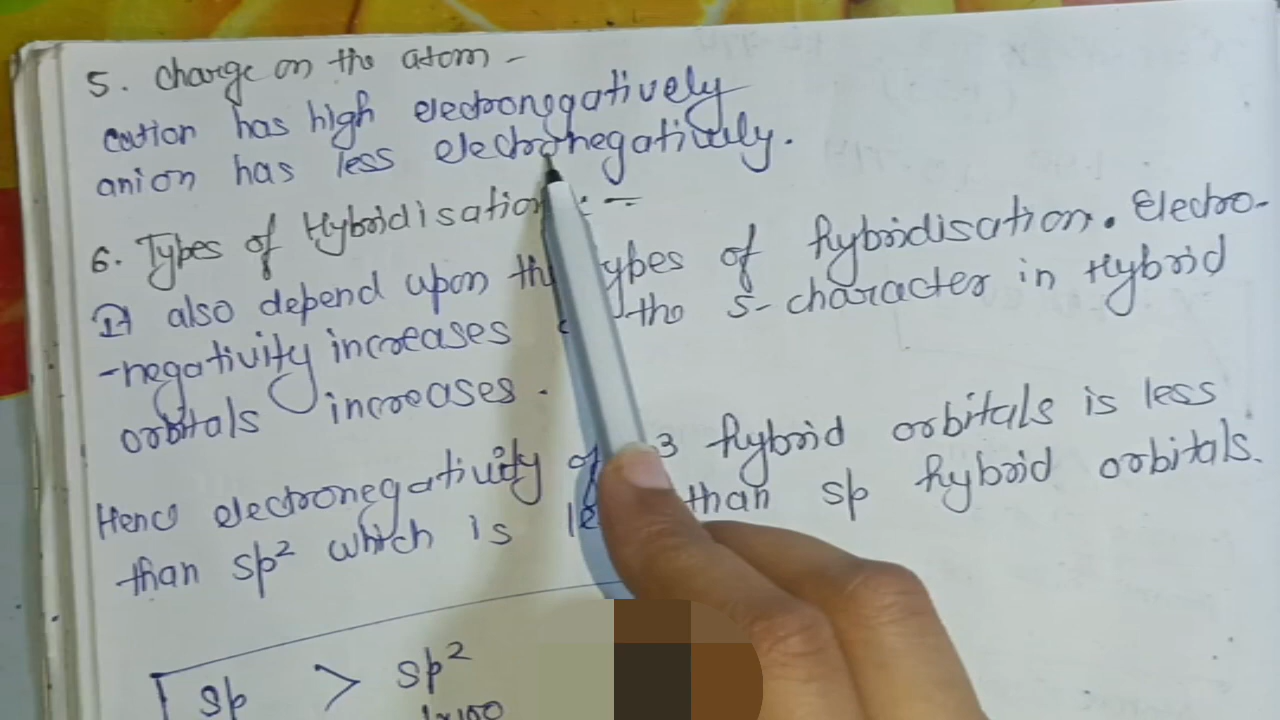 5. Charge on the atom -
cation has high electronegatively
anion has less electronegatively.
6. Types of Hybridisation :-
It also depend upon the types of hybridisation. Electro-
-negativity increases the s-character in Hybrid
orbitals increases.
Hence electronegativity of 3 hybrid orbitals is less
than sp² which is than sp hybrid orbitals.
sp > sp²